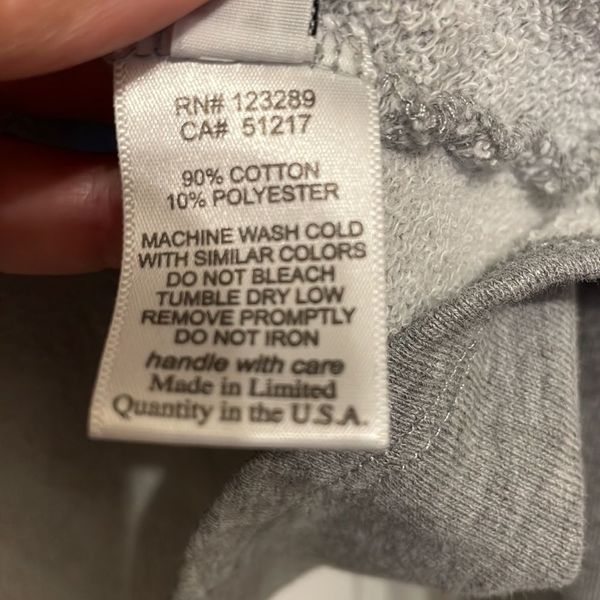 RN# 123289
CA# 51217
90% COTTON
10% POLYESTER
MACHINE WASH COLD
WITH SIMILAR COLORS
DO NOT BLEACH
TUMBLE DRY LOW
REMOVE PROMPTLY
DO NOT IRON
handle with care
Made in Limited
Quantity in the U.S.A.